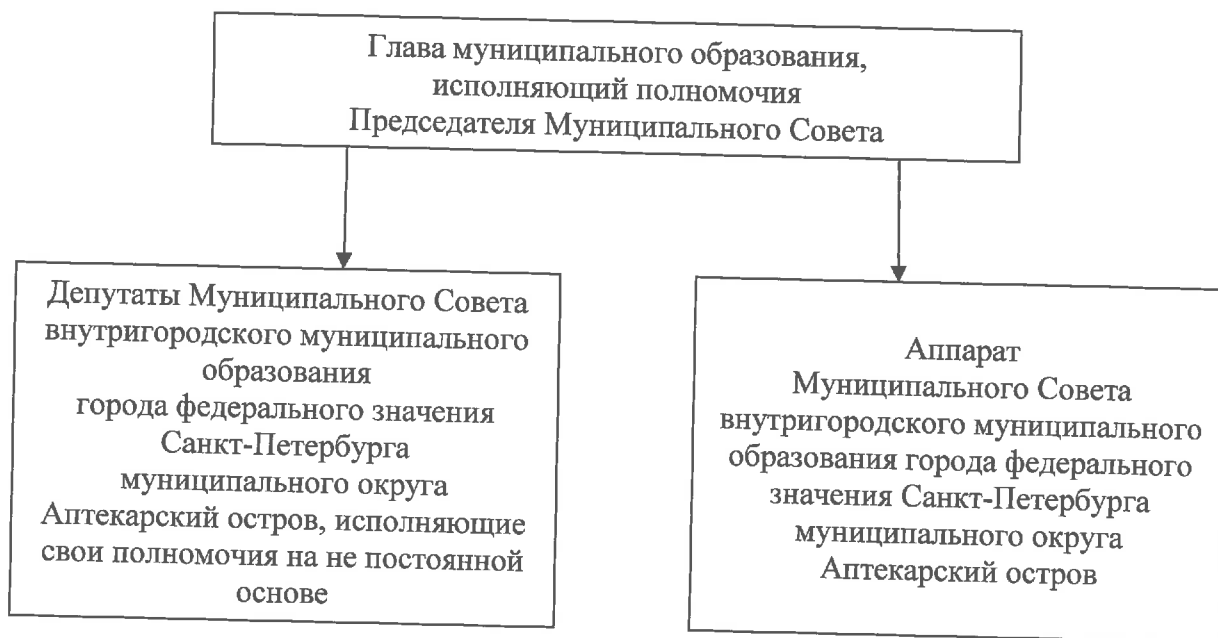 Глава муниципального образования,
исполняющий полномочия
Председателя Муниципального Совета
Депутаты Муниципального Совета
внутригородского муниципального
образования
города федерального значения
Санкт-Петербурга
муниципального округа
Аптекарский остров, исполняющие
свои полномочия на не постоянной
основе
Аппарат
Муниципального Совета
внутригородского муниципального
образования города федерального
значения Санкт-Петербурга
муниципального округа
Аптекарский остров